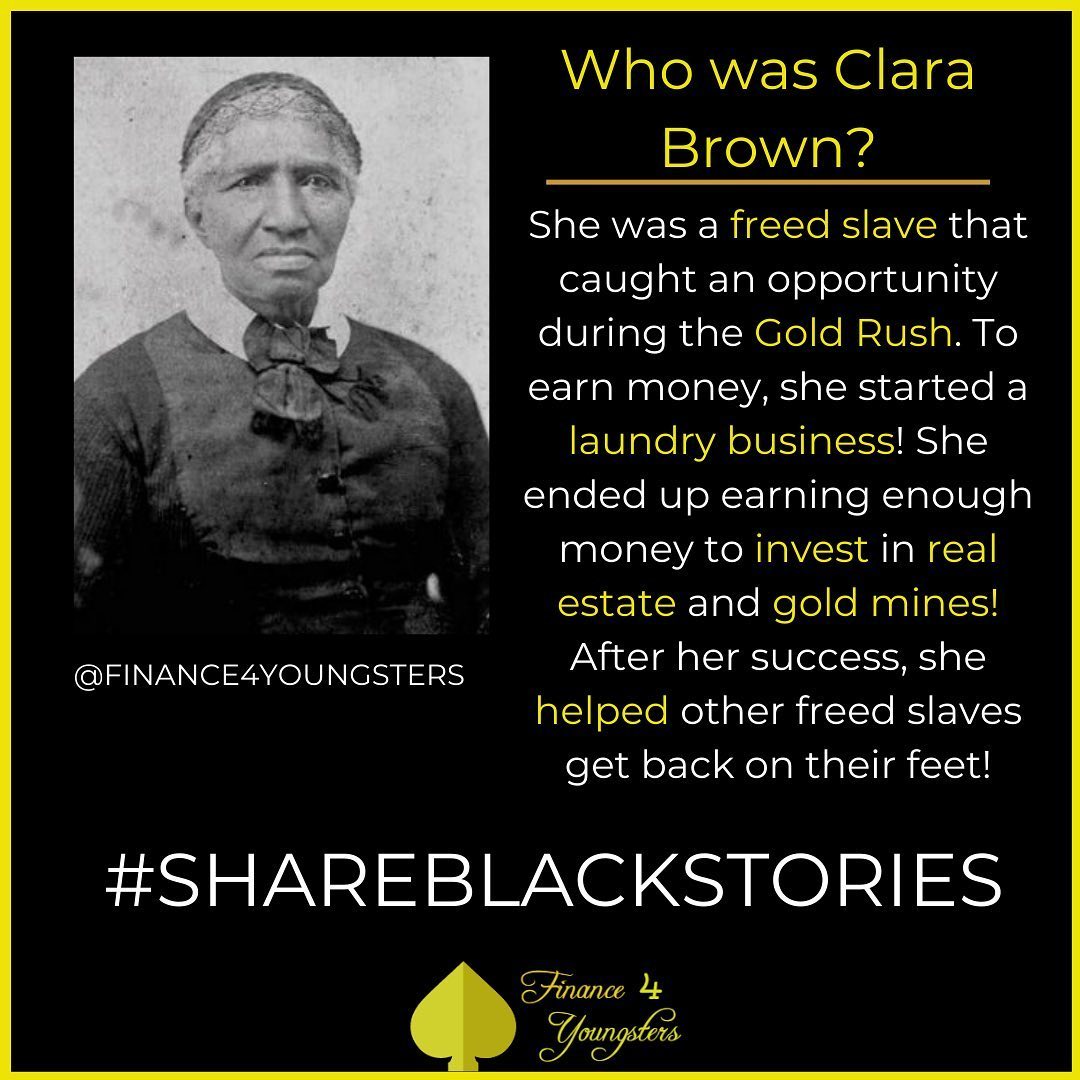 Who was Clara
Brown?
She was a freed slave that
caught an opportunity
during the Gold Rush. To
earn money, she started a
laundry business! She
ended up earning enough
money to invest in real
estate and gold mines!
After her success, she
helped other freed slaves
get back on their feet!
@FINANCE4YOUNGSTERS
#SHAREBLACKSTORIES
Finance 4
Youngsters